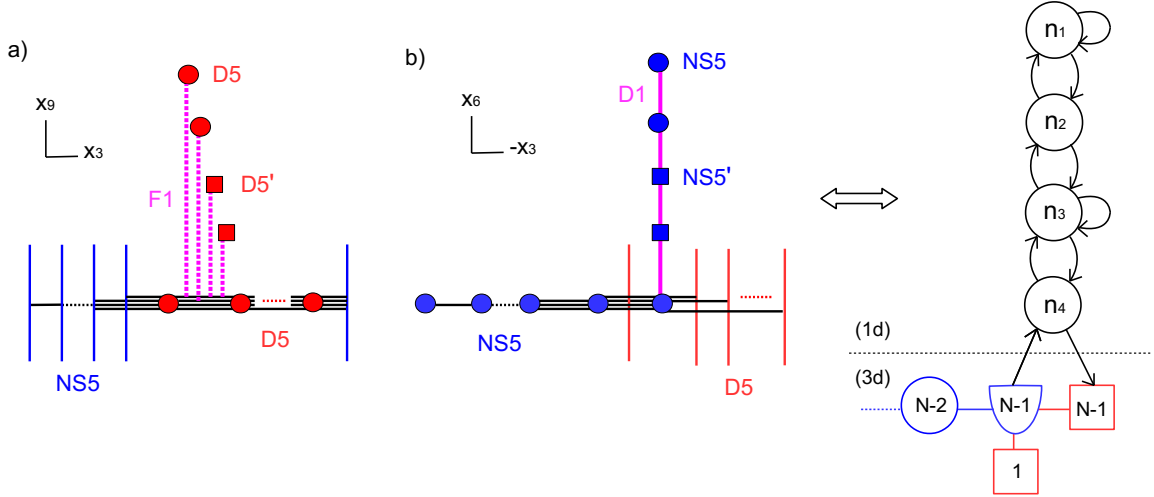 a)
x9
x3
D5
D5'
F1
NS5
D5
b)
x6
-x3
NS5
D1
NS5'
NS5
D5
n1
n2
n3
n4
(1d)
(3d)
N-2
N-1
N-1
1